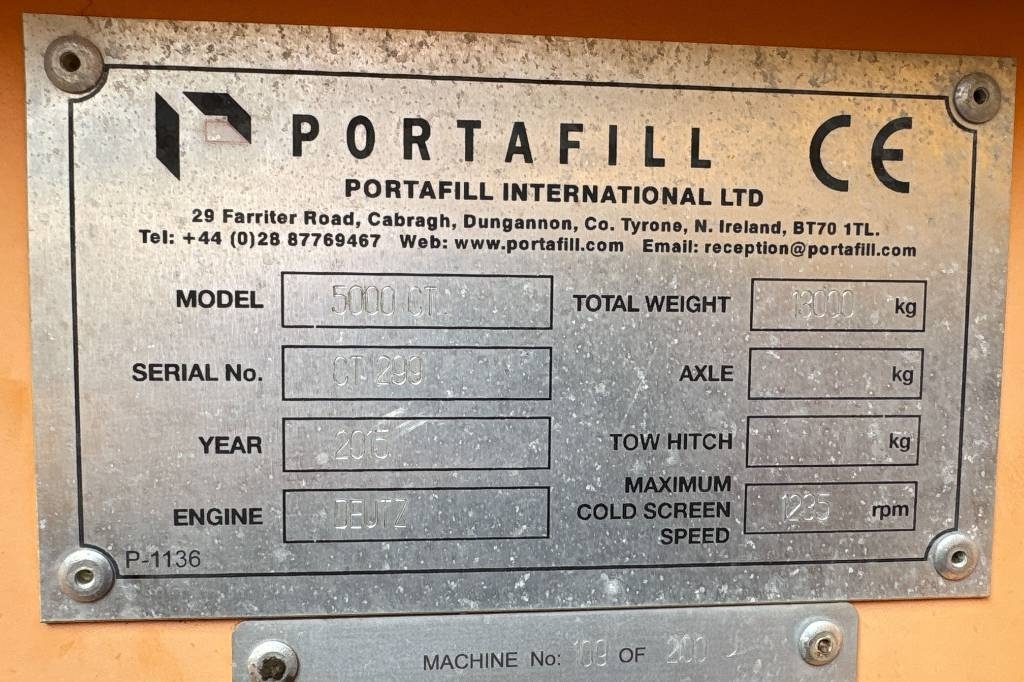 PORTAFILL CE
PORTAFILL INTERNATIONAL LTD
29 Farriter Road, Cabragh, Dungannon, Co. Tyrone, N. Ireland, BT70 1TL.
Tel: +44 (0)28 87769467 Web: www.portafill.com Email: reception@portafill.com
MODEL 5000 CT TOTAL WEIGHT 13000 kg
SERIAL No. CT 299 AXLE kg
YEAR 2015 TOW HITCH kg
ENGINE DEUTZ MAXIMUM
COLD SCREEN 1235 rpm
SPEED
P-1136
MACHINE No: 109 OF 200